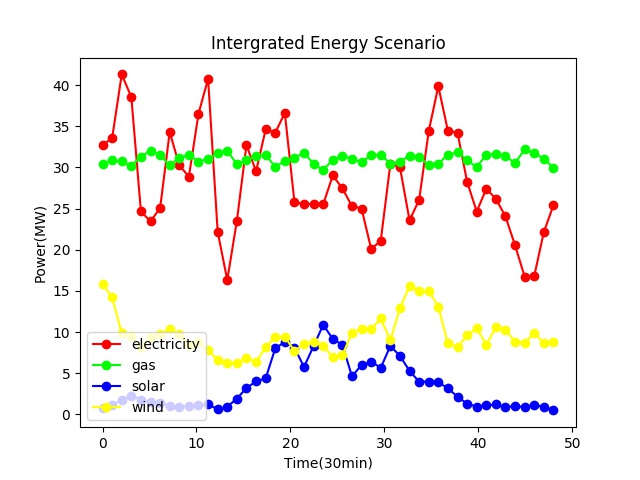 Intergrated Energy Scenario
Power(MW)
40
35
30
25
20
15
10
5
0
electricity
gas
solar
wind
0 10 20 30 40 50
Time(30min)